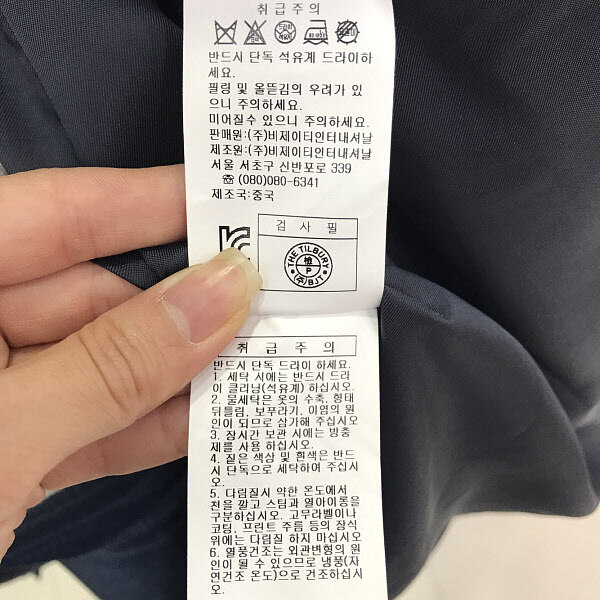 취급주의
반드시 단독 석유계 드라이하
세요.
필링 및 올뜯김의 우려가 있
으니 주의하세요.
미어질수 있으니 주의하세요.
판매원:(주)비제이티인터내셔날
제조원:(주)비제이티인터내셔날
서울 서초구 신반포로 339
☎ (080)080-6341
제조국:중국
검 사 필
THE TILBURY
檢
P
(주)BJT
취 급 주 의
반드시 단독 드라이 하세요.
1. 세탁 시에는 반드시 드라
이 클리닝(석유계) 하십시오.
2. 물세탁은 옷의 수축, 형태
뒤틀림, 보푸라기, 이염의 원
인이 되므로 삼가해 주십시오
3. 장시간 보관 시에는 방충
제를 사용 하십시오.
4. 짙은 색상 및 흰색은 반드
시 단독으로 세탁하여 주십시
오.
5. 다림질시 약한 온도에서
천을 깔고 스팀과 열아이롱을
구분하십시오. 고무라벨이나
코팅, 프린트 주름 등의 장식
위에는 다림질 하지 마십시오
6. 열풍건조는 외관변형의 원
인이 될 수 있으므로 냉풍(자
연건조 온도)으로 건조하십시
오.